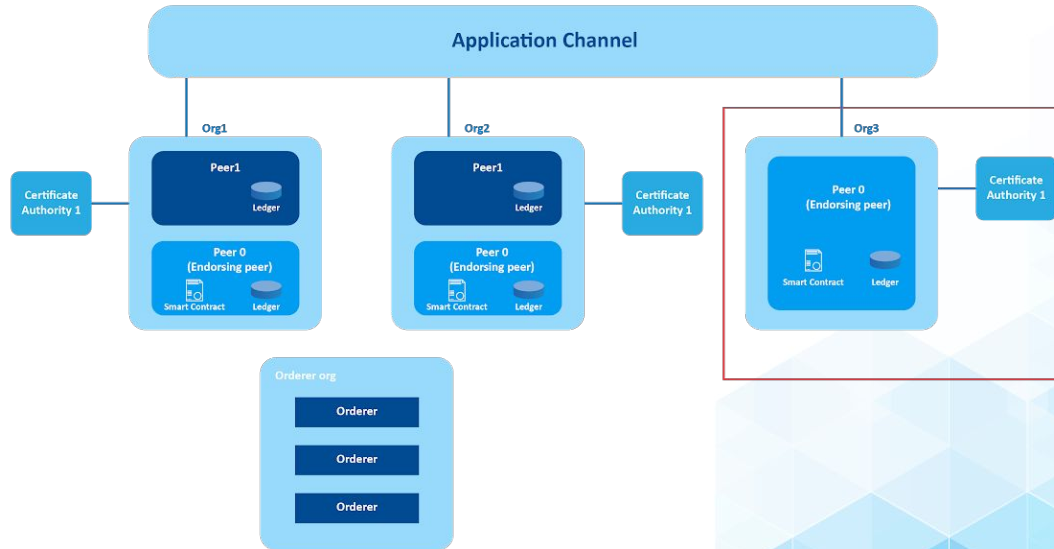 Application Channel
Org1
Org2
Org3
Certificate
Authority 1
Peer1
Ledger
Peer 0
(Endorsing peer)
Smart Contract
Ledger
Peer1
Ledger
Peer 0
(Endorsing peer)
Smart Contract
Ledger
Certificate
Authority 1
Peer 0
(Endorsing peer)
Smart Contract
Ledger
Certificate
Authority 1
Orderer org
Orderer
Orderer
Orderer